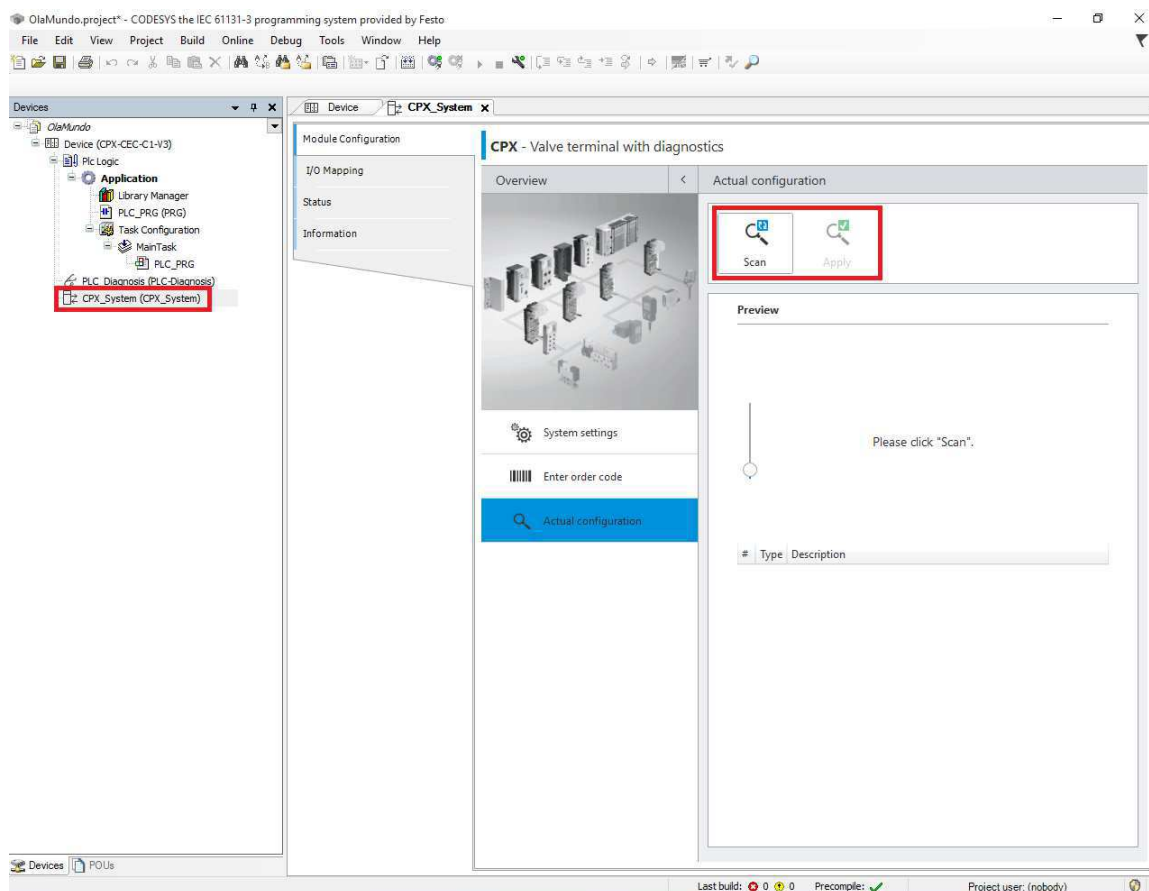 OlaMundo.project* - CODESYS the IEC 61131-3 programming system provided by Festo
File Edit View Project Build Online Debug Tools Window Help
Devices
OlaMundo
Device (CPX-CEC-C1-V3)
Plc Logic
Application
Library Manager
PLC_PRG (PRG)
Task Configuration
MainTask
PLC_PRG
PLC_Diagnosis (PLC-Diagnosis)
CPX_System (CPX_System)
Devices POUs
Device CPX_System
Module Configuration
I/O Mapping
Status
Information
CPX - Valve terminal with diagnostics
Overview
System settings
Enter order code
Actual configuration
Actual configuration
Scan Apply
Preview
Please click "Scan".
# Type Description
Last build: 0 0 Precompile: Project user: (nobody)